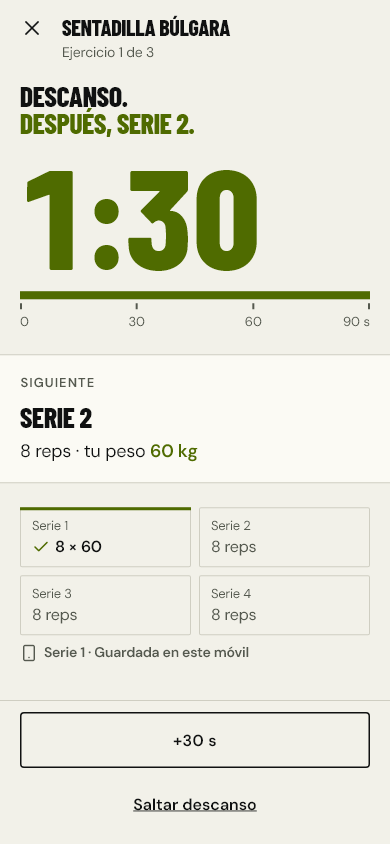 SENTADILLA BÚLGARA
Ejercicio 1 de 3
DESCANSO.
DESPUÉS, SERIE 2.
1:30
0 30 60 90 s
SIGUIENTE
SERIE 2
8 reps · tu peso 60 kg
Serie 1
8 × 60
Serie 2
8 reps
Serie 3
8 reps
Serie 4
8 reps
Serie 1 · Guardada en este móvil
+30 s
Saltar descanso